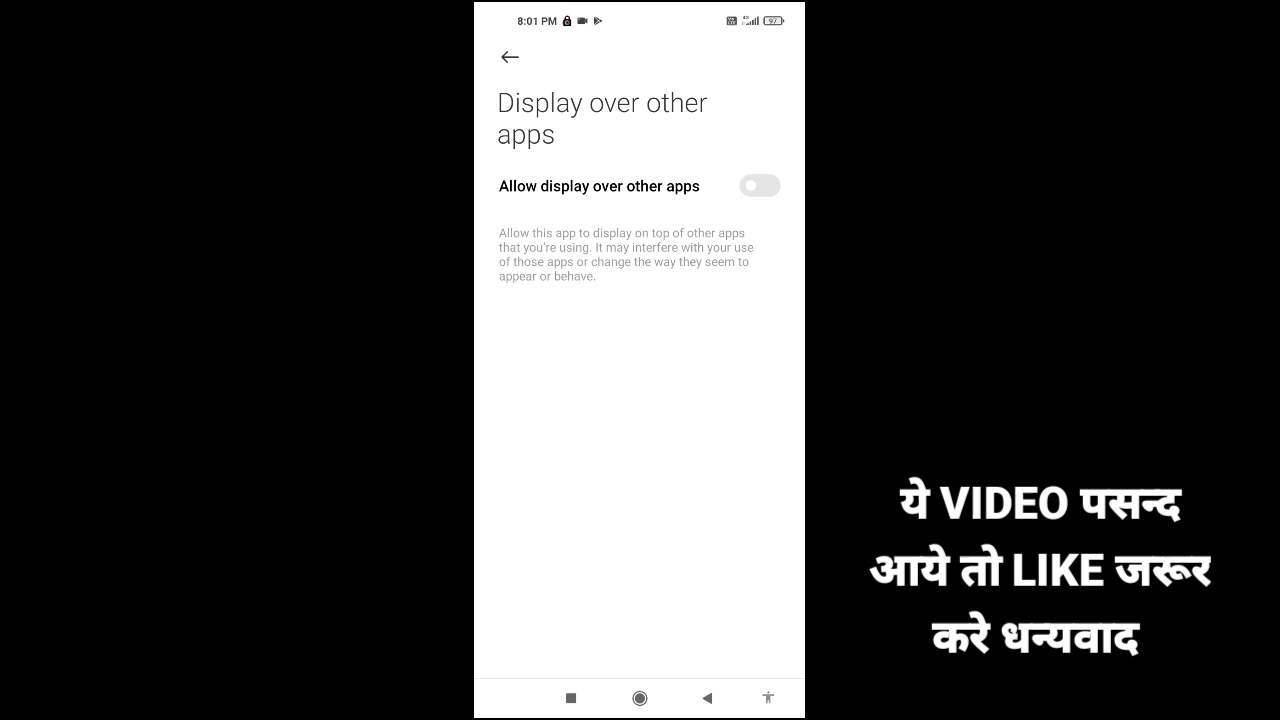 8:01 PM
97
Display over other
apps
Allow display over other apps
Allow this app to display on top of other apps
that you're using. It may interfere with your use
of those apps or change the way they seem to
appear or behave.
ये VIDEO पसन्द
आये तो LIKE जरूर
करे धन्यवाद